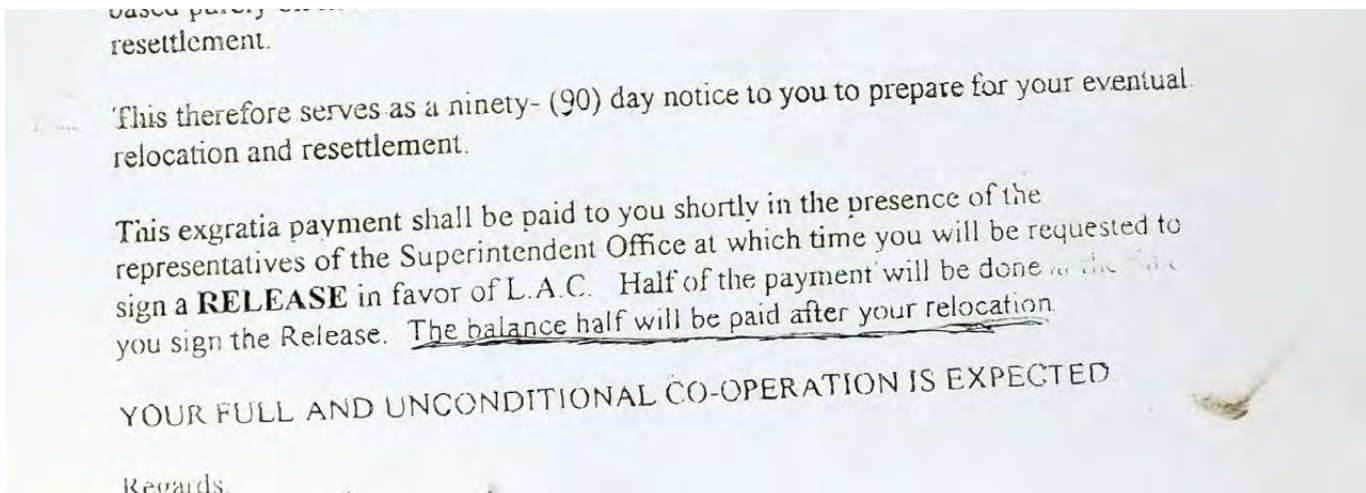 resettlement.
This therefore serves as a ninety- (90) day notice to you to prepare for your eventual
relocation and resettlement.
This exgratia payment shall be paid to you shortly in the presence of the
representatives of the Superintendent Office at which time you will be requested to
sign a RELEASE in favor of L.A.C. Half of the payment will be done
you sign the Release. The balance half will be paid after your relocation
YOUR FULL AND UNCONDITIONAL CO-OPERATION IS EXPECTED
Regards,